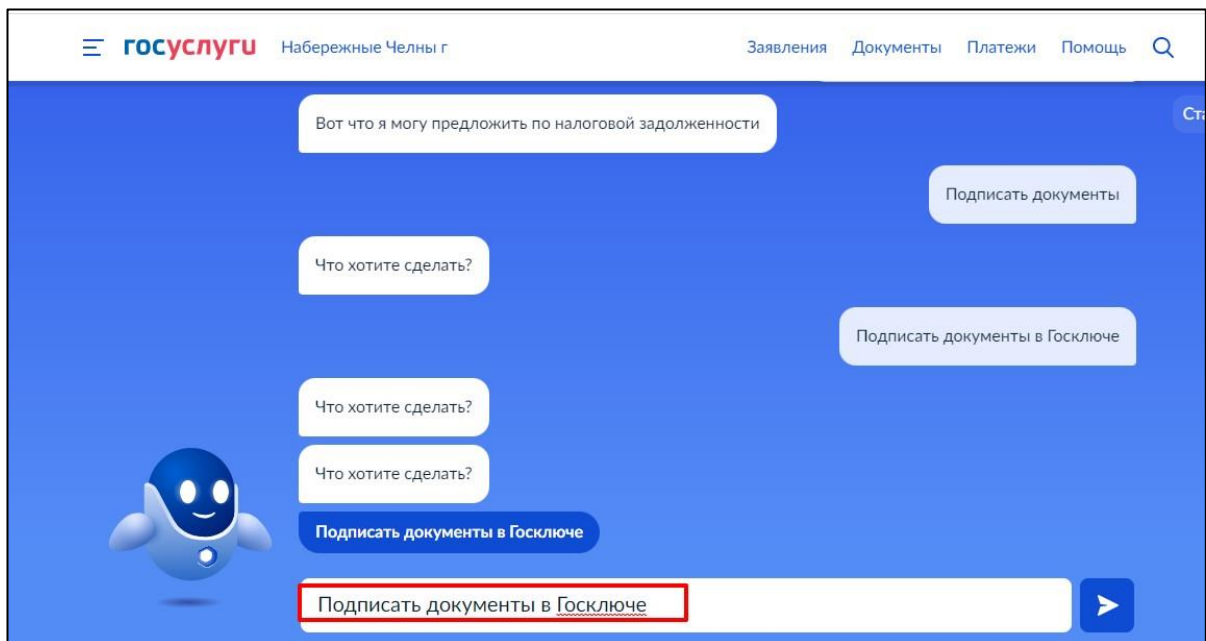 госуслуги Набережные Челны г Заявления Документы Платежи Помощь
Вот что я могу предложить по налоговой задолженности
Ста
Подписать документы
Что хотите сделать?
Подписать документы в Госключе
Что хотите сделать?
Что хотите сделать?
Подписать документы в Госключе
Подписать документы в Госключе